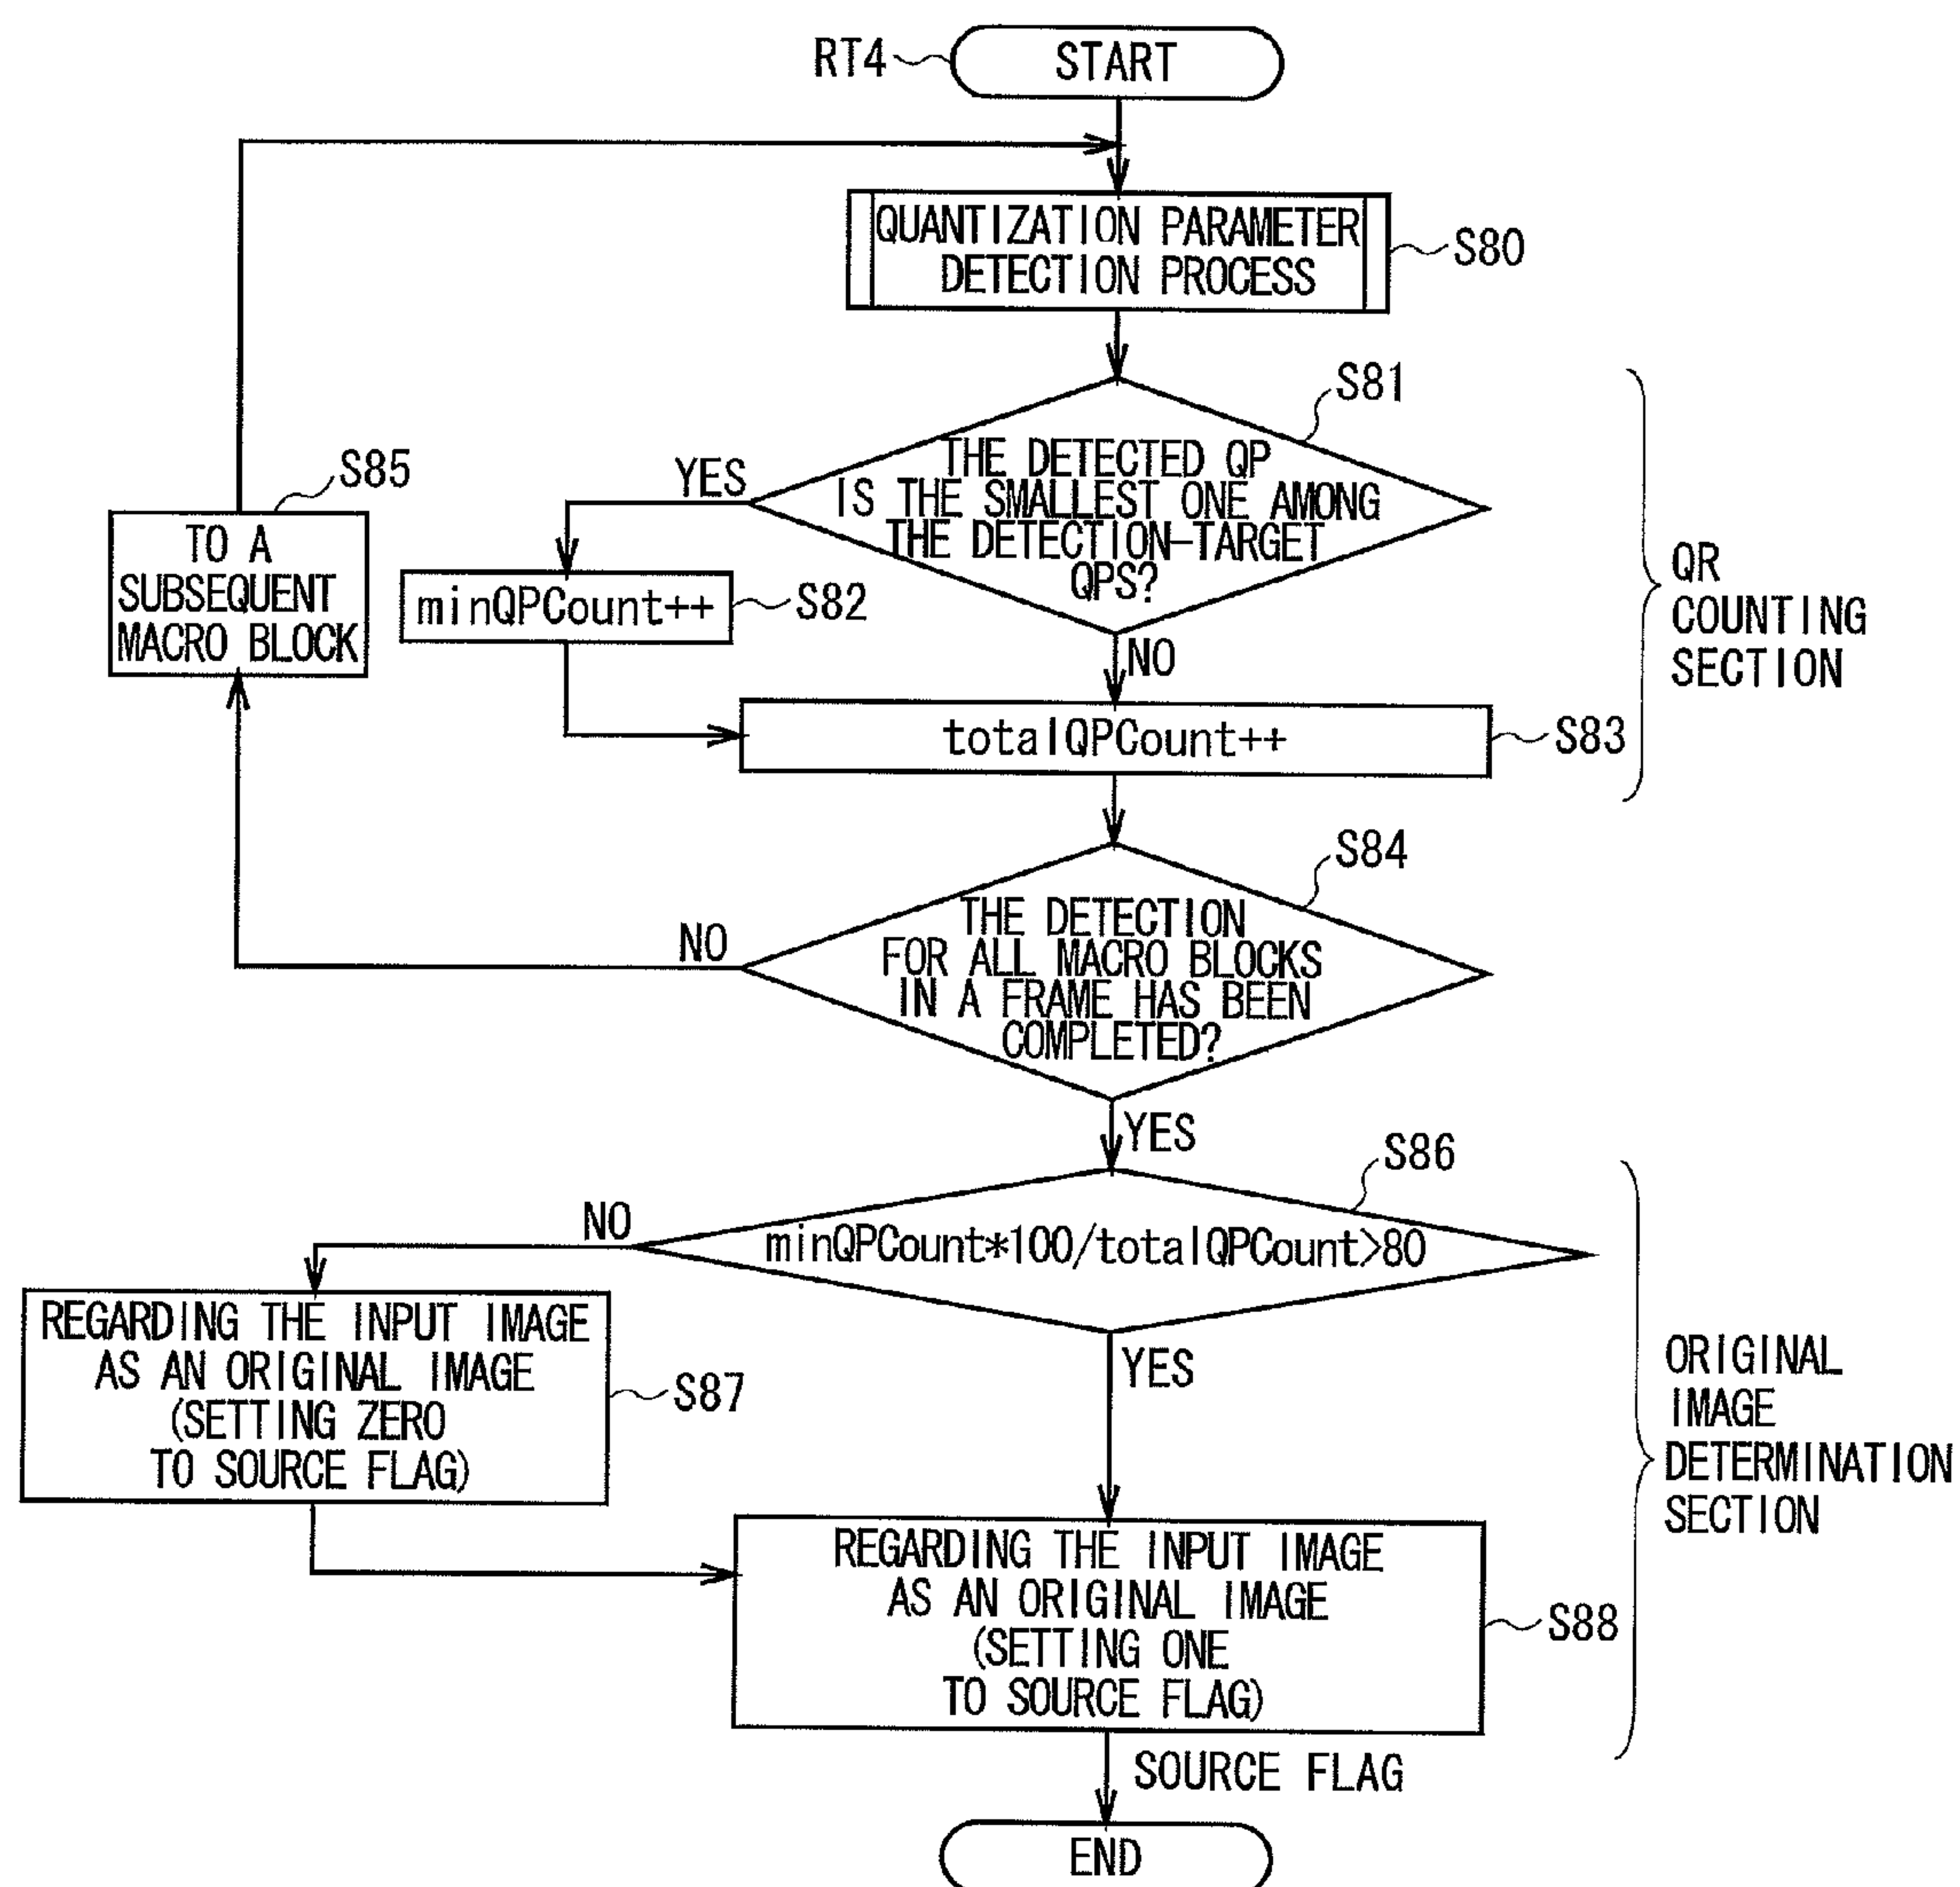 RT4
START
QUANTIZATION PARAMETER
DETECTION PROCESS
S80
S81
THE DETECTED QP
IS THE SMALLEST ONE AMONG
THE DETECTION-TARGET
QPS?
YES
NO
S85
TO A
SUBSEQUENT
MACRO BLOCK
minQPCount++
S82
QR
COUNTING
SECTION
totalQPCount++
S83
S84
THE DETECTION
FOR ALL MACRO BLOCKS
IN A FRAME HAS BEEN
COMPLETED?
NO
YES
S86
minQPCount*100/totalQPCount>80
NO
YES
REGARDING THE INPUT IMAGE
AS AN ORIGINAL IMAGE
(SETTING ZERO
TO SOURCE FLAG)
S87
ORIGINAL
IMAGE
DETERMINATION
SECTION
REGARDING THE INPUT IMAGE
AS AN ORIGINAL IMAGE
(SETTING ONE
TO SOURCE FLAG)
S88
SOURCE FLAG
END